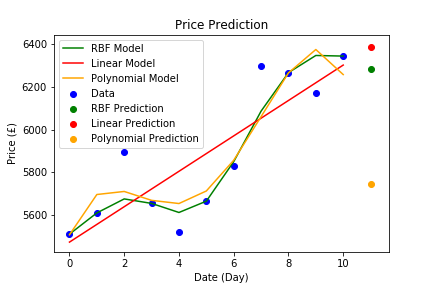 Price Prediction
RBF Model
Linear Model
Polynomial Model
Data
RBF Prediction
Linear Prediction
Polynomial Prediction
6400
6200
6000
5800
5600
Price (£)
0 2 4 6 8 10
Date (Day)